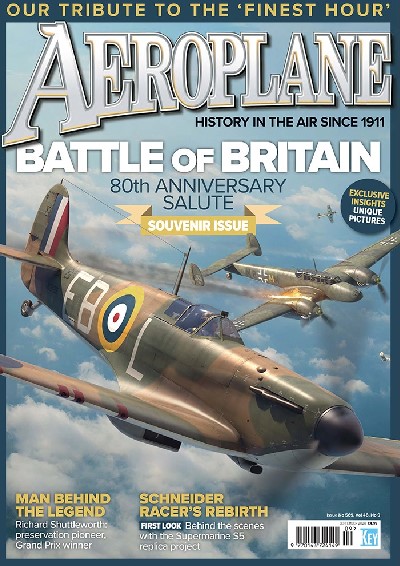 OUR TRIBUTE TO THE 'FINEST HOUR'
AEROPLANE
HISTORY IN THE AIR SINCE 1911
BATTLE OF BRITAIN
80th ANNIVERSARY
SALUTE
SOUVENIR ISSUE
EXCLUSIVE
INSIGHTS
UNIQUE
PICTURES
EB L
MAN BEHIND
THE LEGEND
Richard Shuttleworth:
preservation pioneer,
Grand Prix winner
SCHNEIDER
RACER'S REBIRTH
FIRST LOOK Behind the scenes
with the Supermarine S5
replica project
09
KEY